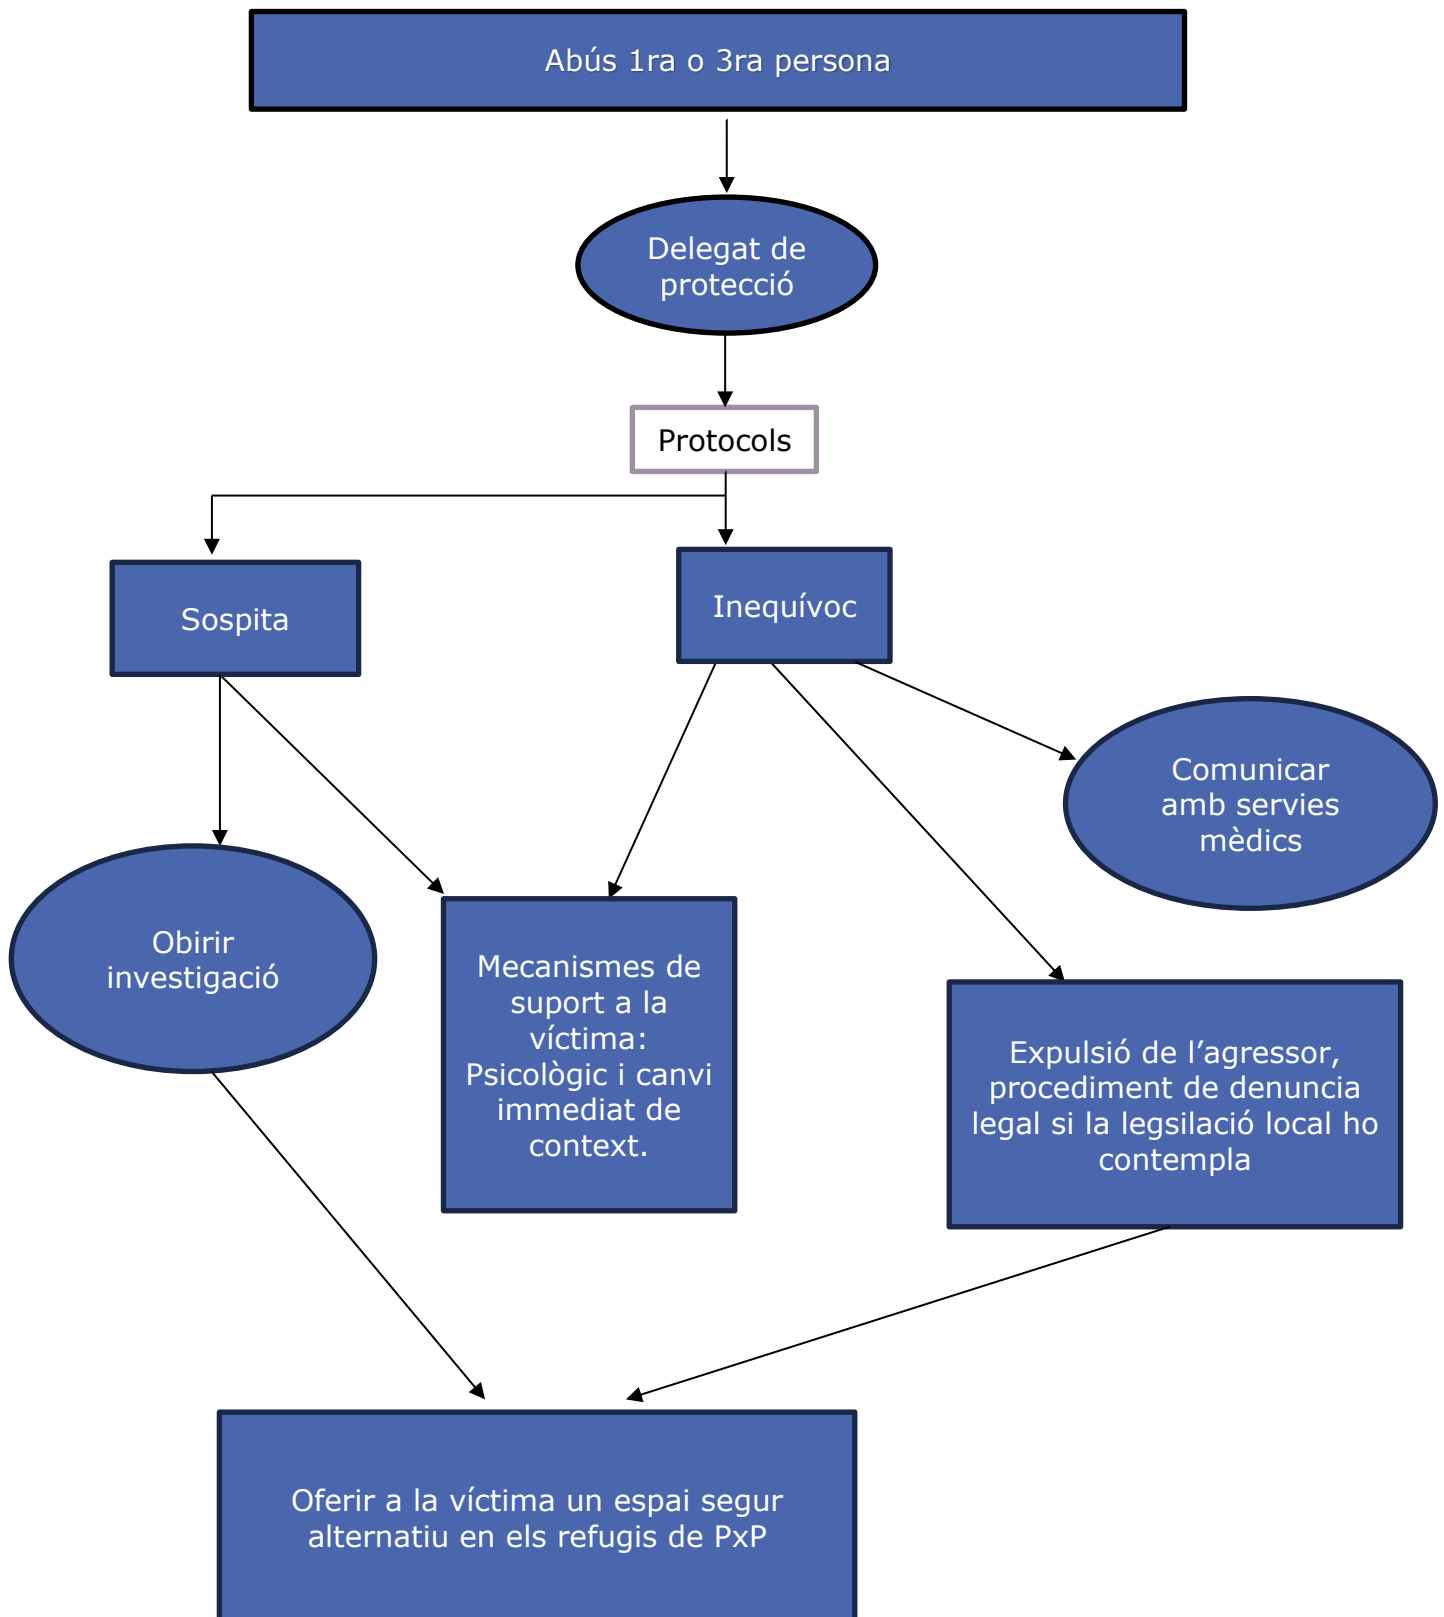 Abús 1ra o 3ra persona
Delegat de
protecció
Protocols
Sospita
Inequívoc
Comunicar
amb servies
mèdics
Obirir
investigació
Mecanismes de
suport a la
víctima:
Psicològic i canvi
immediat de
context.
Expulsió de l’agressor,
procediment de denuncia
legal si la legsilació local ho
contempla
Oferir a la víctima un espai segur
alternatiu en els refugis de PxP